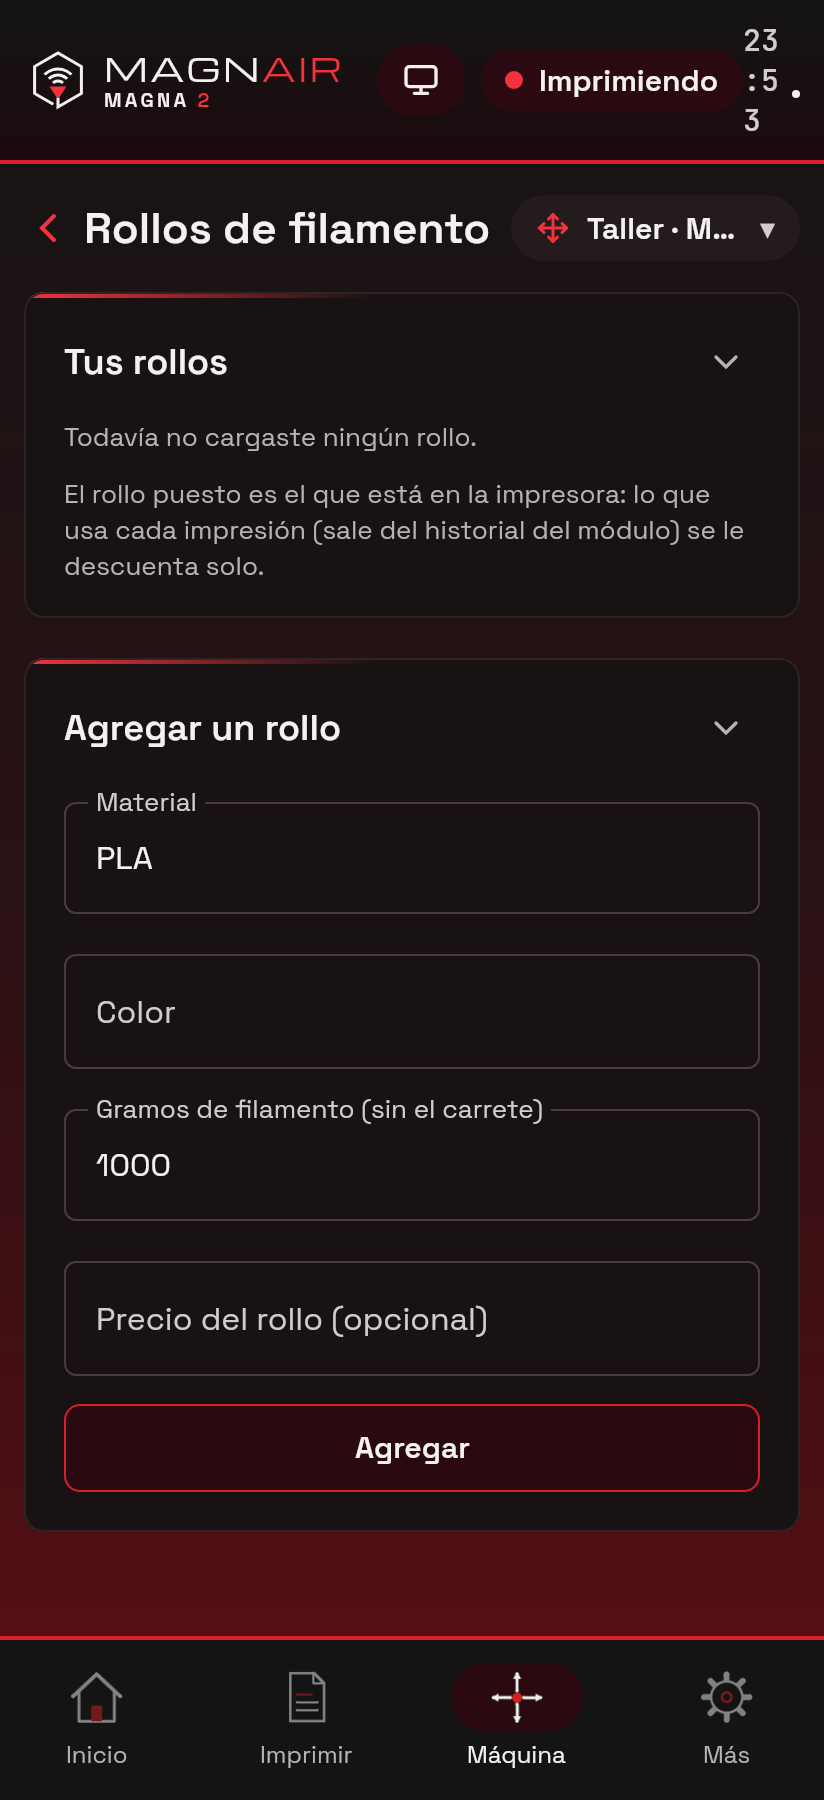 MAGNAIR
MAGNA 2
Imprimiendo
23
:5
3
Rollos de filamento
Taller · M... ▼
Tus rollos
Todavía no cargaste ningún rollo.
El rollo puesto es el que está en la impresora: lo que
usa cada impresión (sale del historial del módulo) se le
descuenta solo.
Agregar un rollo
Material
PLA
Color
Gramos de filamento (sin el carrete)
1000
Precio del rollo (opcional)
Agregar
Inicio
Imprimir
Máquina
Más